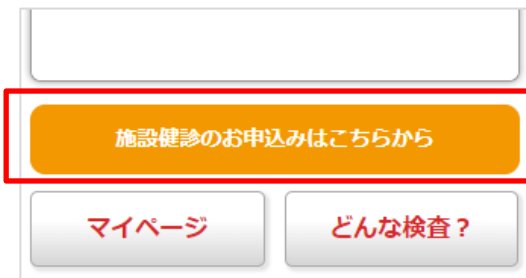 施設健診のお申込みはこちらから
マイページ
どんな検査？